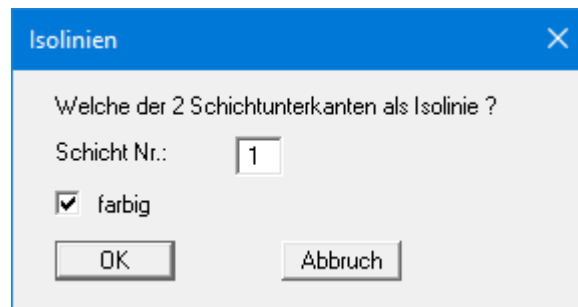 Isolinien
Welche der 2 Schichtunterkanten als Isolinie ?
Schicht Nr.: 1
farbig
OK Abbruch